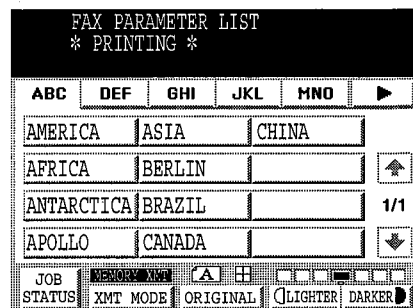 FAX PARAMETER LIST
* PRINTING *
ABC DEF GHI JKL MNO
AMERICA ASIA CHINA
AFRICA BERLIN
ANTARCTICA BRAZIL 1/1
APOLLO CANADA
MEMORY XMT A
JOB STATUS XMT MODE ORIGINAL LIGHTER DARKER